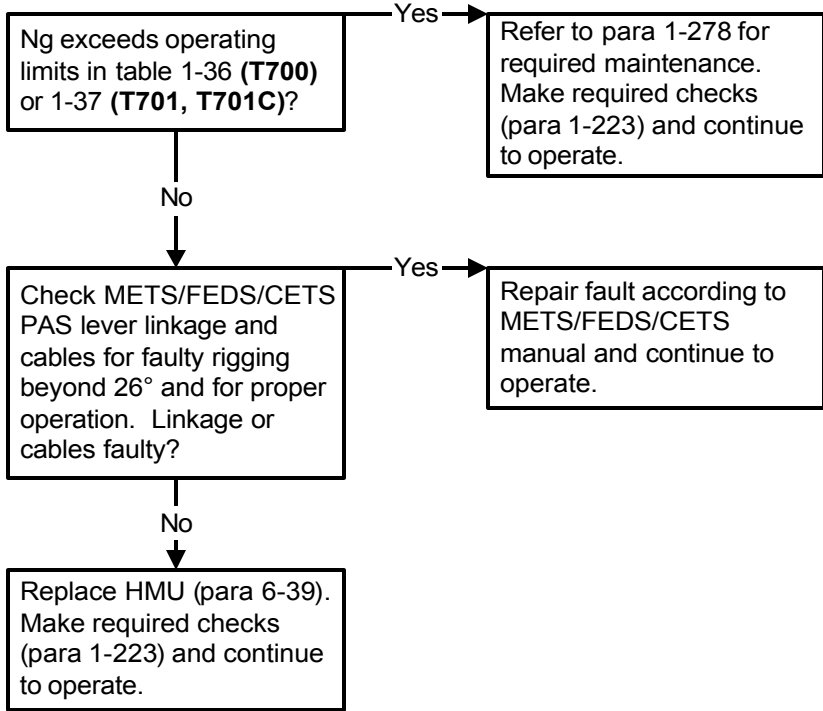 Ng exceeds operating
limits in table 1-36 (T700)
or 1-37 (T701, T701C)?
Yes
Refer to para 1-278 for
required maintenance.
Make required checks
(para 1-223) and continue
to operate.
No
Check METS/FEDS/CETS
PAS lever linkage and
cables for faulty rigging
beyond 26° and for proper
operation. Linkage or
cables faulty?
Yes
Repair fault according to
METS/FEDS/CETS
manual and continue to
operate.
No
Replace HMU (para 6-39).
Make required checks
(para 1-223) and continue
to operate.